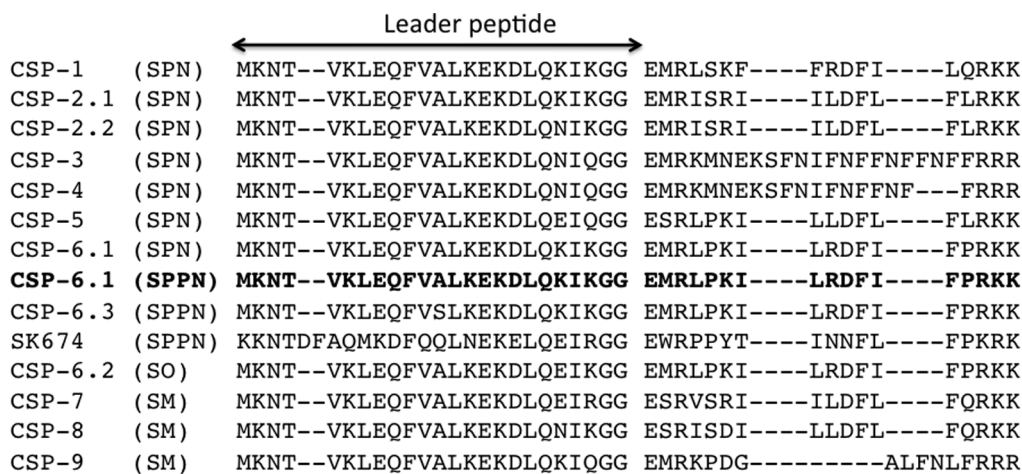 Leader peptide
CSP-1 (SPN) MKNT--VKLEQFVALKEKDLQKIKGG EMRLSKF----FRDFI----LQRKK
CSP-2.1 (SPN) MKNT--VKLEQFVALKEKDLQKIKGG EMRISRI----ILDFL----FLRKK
CSP-2.2 (SPN) MKNT--VKLEQFVALKEKDLQNIKGG EMRISRI----ILDFL----FLRKK
CSP-3 (SPN) MKNT--VKLEQFVALKEKDLQNIQGG EMRKMNEKSFNIFNFFNFFNFFRRR
CSP-4 (SPN) MKNT--VKLEQFVALKEKDLQNIQGG EMRKMNEKSFNIFNFFNF---FRRR
CSP-5 (SPN) MKNT--VKLEQFVALKEKDLQEIQGG ESRLPKI----LLDFL----FLRKK
CSP-6.1 (SPN) MKNT--VKLEQFVALKEKDLQKIKGG EMRLPKI----LRDFI----FPRKK
CSP-6.1 (SPPN) MKNT--VKLEQFVALKEKDLQKIKGG EMRLPKI----LRDFI----FPRKK
CSP-6.3 (SPPN) MKNT--VKLEQFVSLKEKDLQKIKGG EMRLPKI----LRDFI----FPRKK
SK674 (SPPN) KKNTDFAQMKDFQQLNEKELQEIRGG EWRPPYT----INNFL----FPKRK
CSP-6.2 (SO) MKNT--VKLEQFVALKEKDLQEIKGG EMRLPKI----LRDFI----FPRKK
CSP-7 (SM) MKNT--VKLEQFVALKEKDLQEIRGG ESRVSRI----ILDFL----FQRKK
CSP-8 (SM) MKNT--VKLEQFVALKEKDLQNIKGG ESRISDI----LLDFL----FQRKK
CSP-9 (SM) MKNT--VKLEQFVALKEKDLQKIQGG EMRKPDG---------ALFNLFRRR